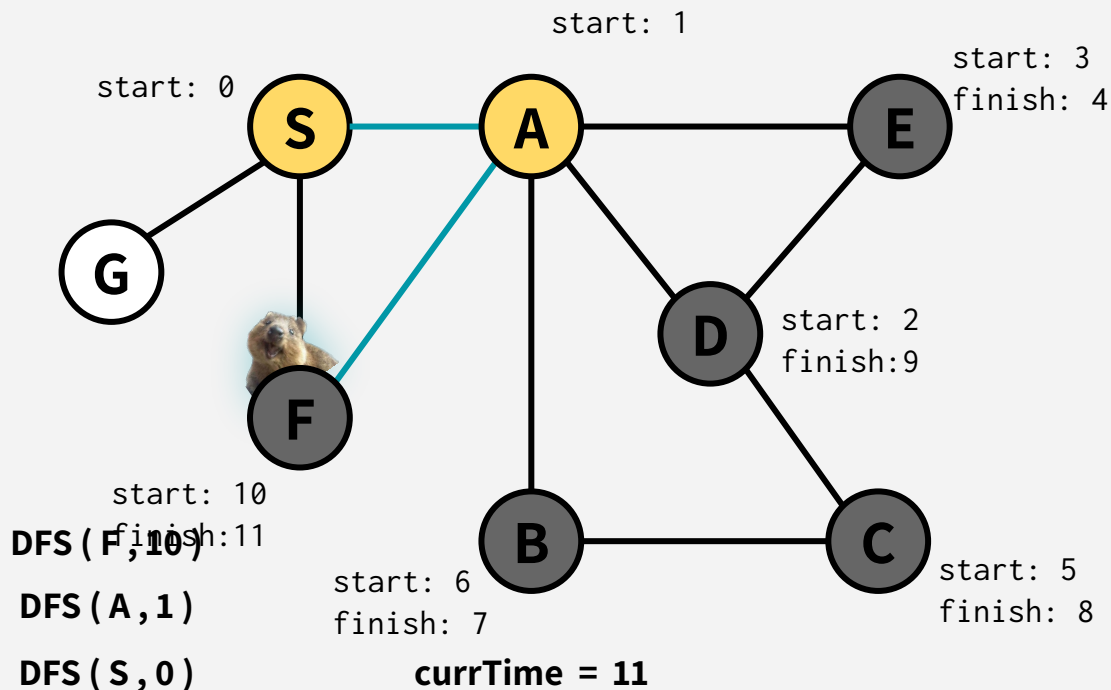 start: 1
start: 0
start: 3
finish: 4
S
A
E
G
D
start: 2
finish:9
F
start: 10
finish:11
DFS ( F , 10 )
B
C
start: 6
finish: 7
start: 5
finish: 8
DFS ( A , 1 )
DFS ( S , 0 )
currTime = 11